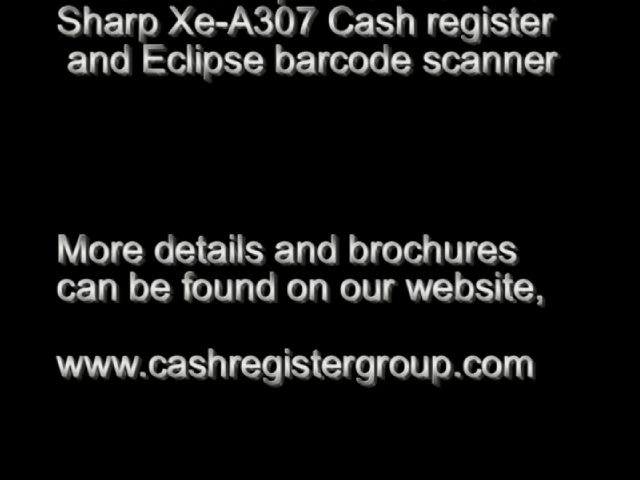 Sharp Xe-A307 Cash register
and Eclipse barcode scanner
More details and brochures
can be found on our website,
www.cashregistergroup.com